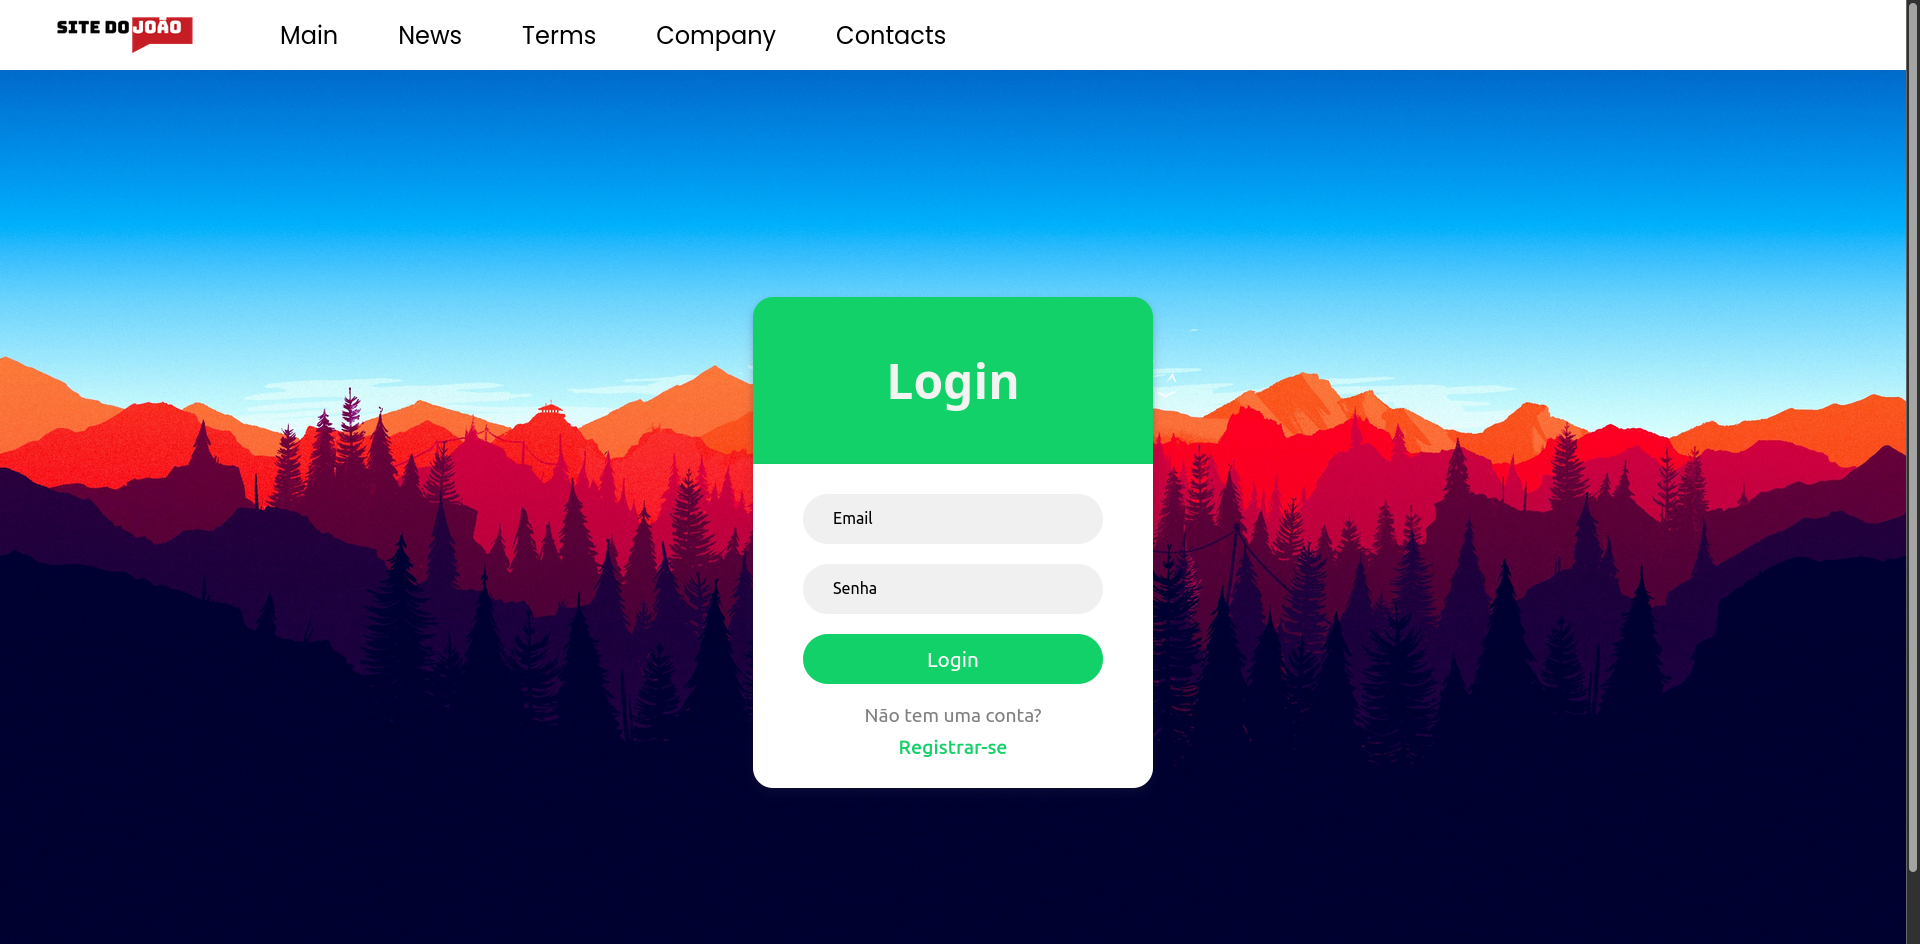 SITE DO JOÃO
Main
News
Terms
Company
Contacts
Login
Email
Senha
Login
Não tem uma conta?
Registrar-se